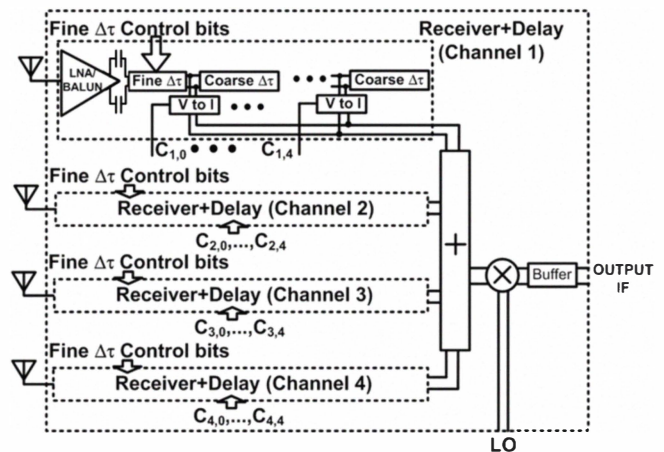 Fine Δτ Control bits
Receiver+Delay
(Channel 1)
LNA/
BALUN
Fine Δτ
Coarse Δτ
• • •
Coarse Δτ
V to I
• • •
V to I
C1,0
• • •
C1,4
Fine Δτ Control bits
Receiver+Delay (Channel 2)
C2,0,...,C2,4
Fine Δτ Control bits
Receiver+Delay (Channel 3)
C3,0,...,C3,4
Fine Δτ Control bits
Receiver+Delay (Channel 4)
C4,0,...,C4,4
+
×
Buffer
OUTPUT
IF
LO